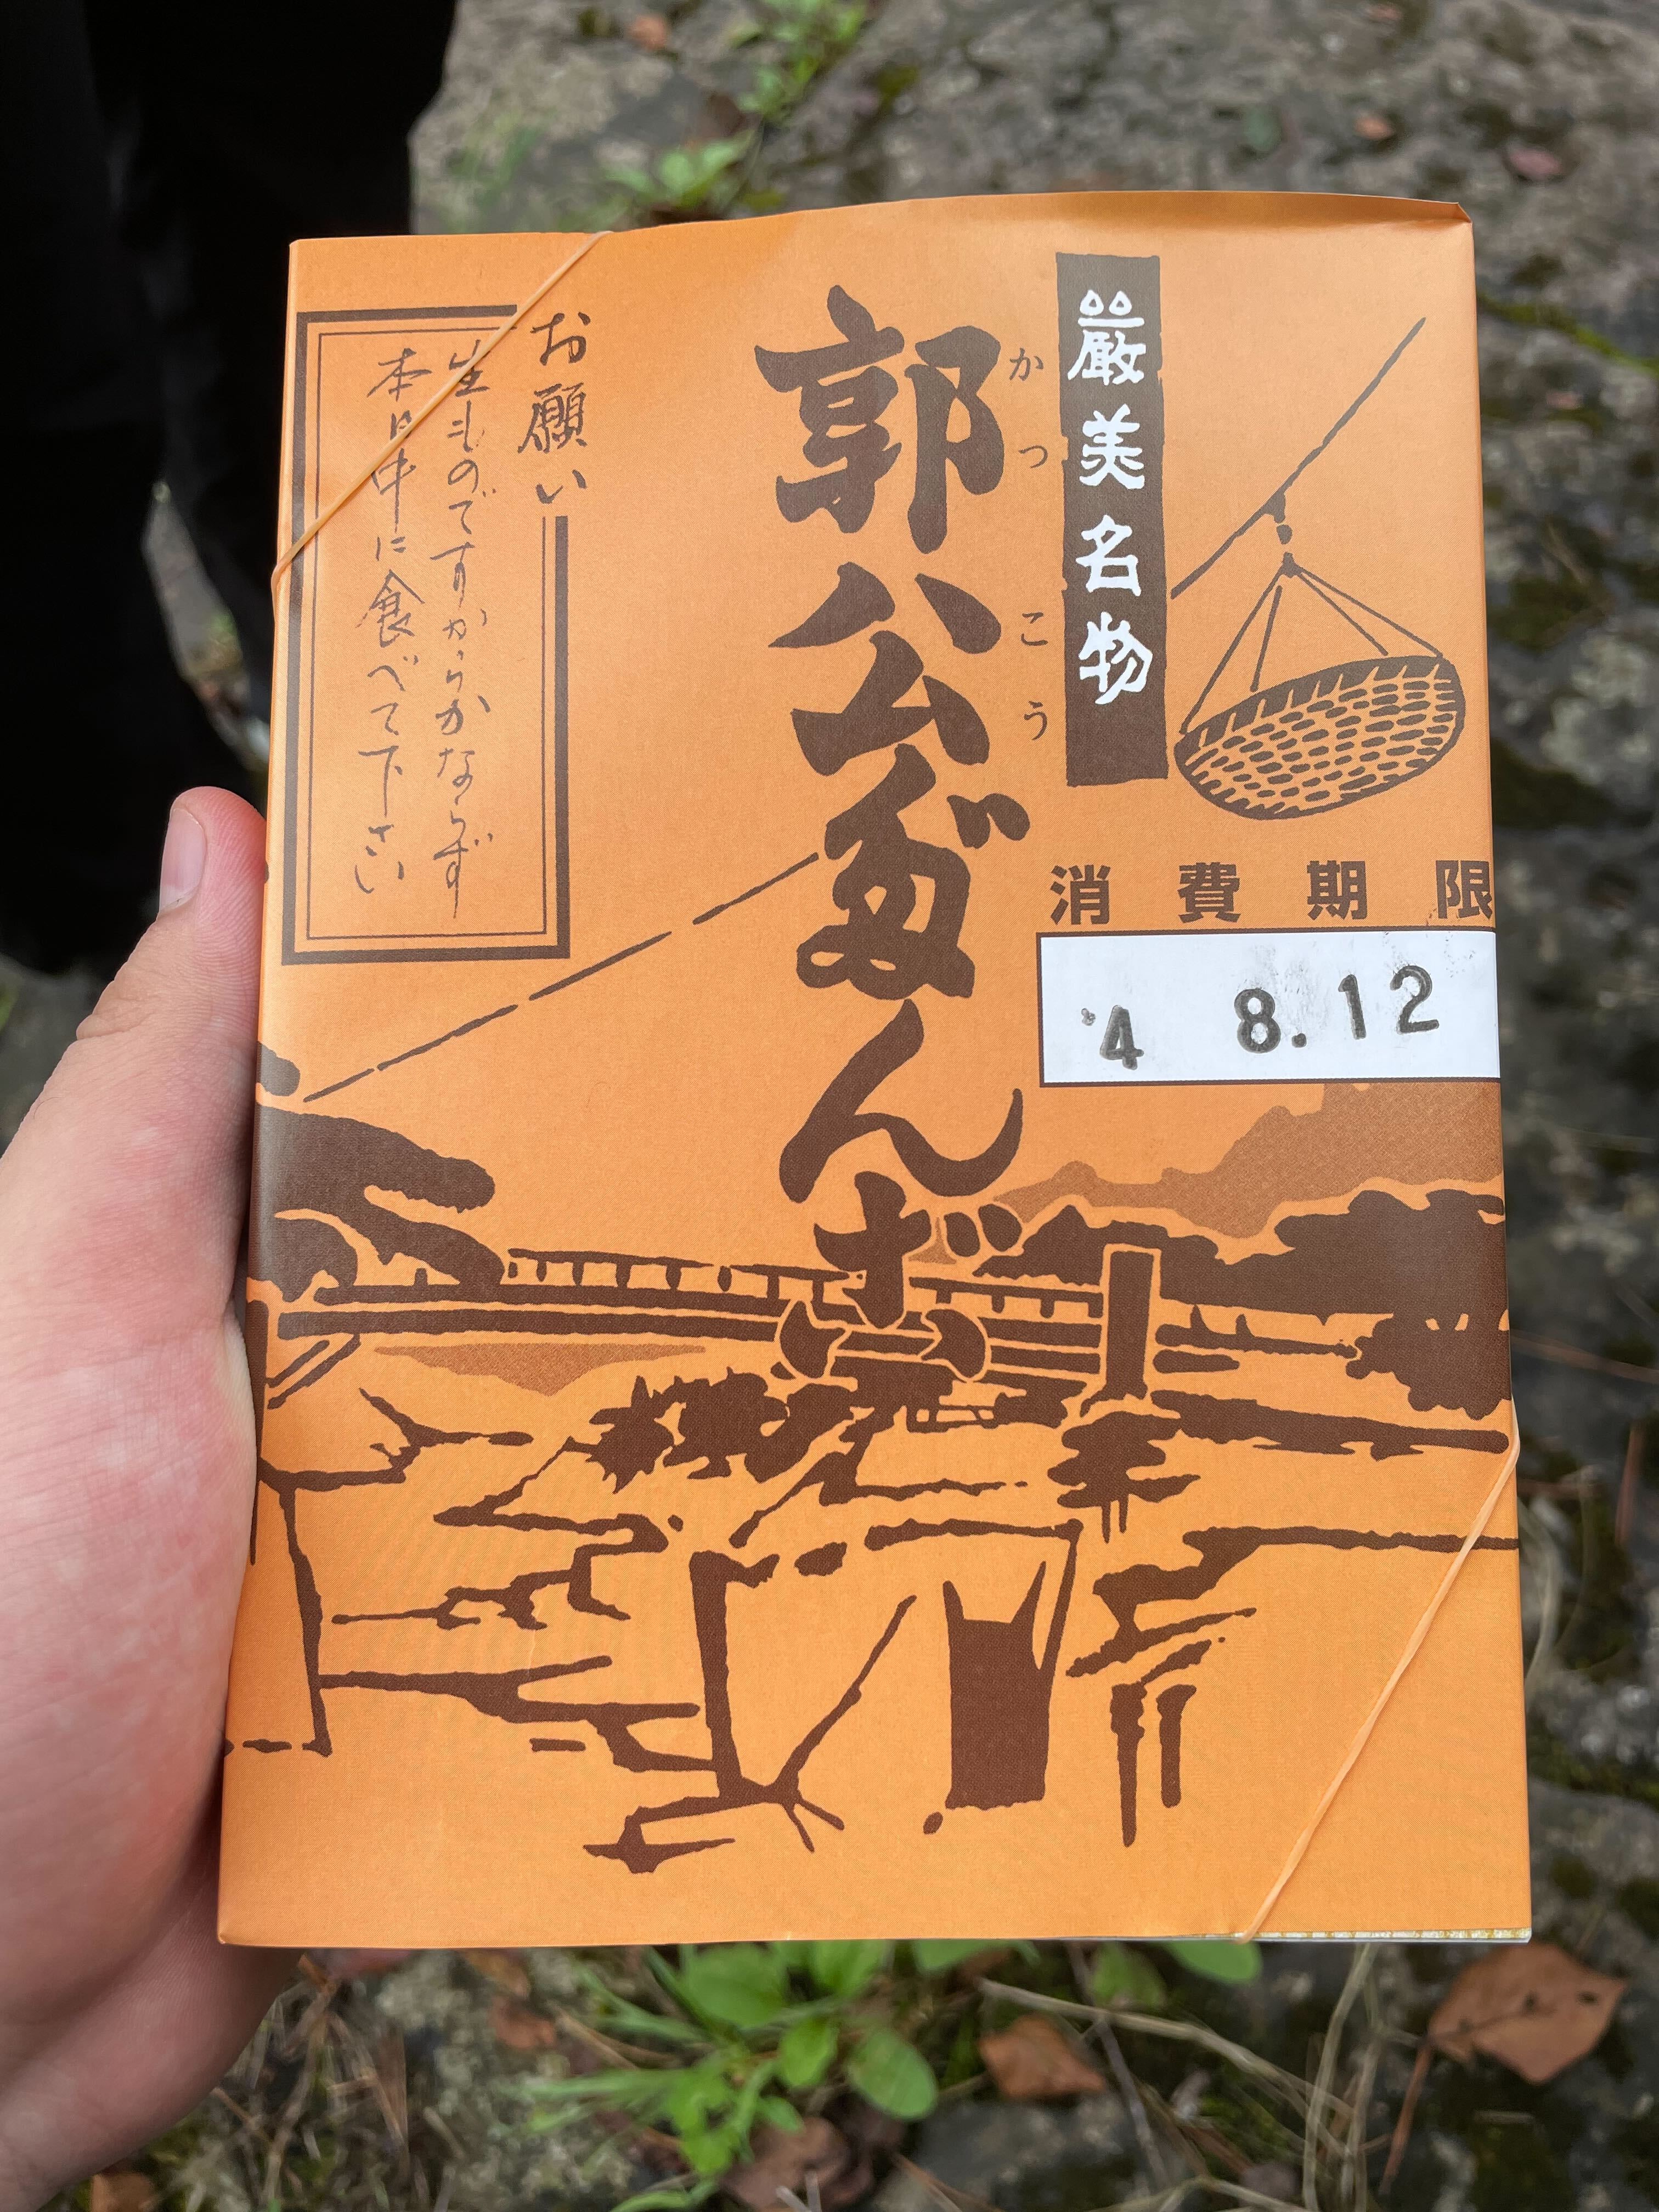 厳美名物
かつこう
郭公だんご
消費期限
'4 8.12
お願い
生ものですからかならず
本日中に食べて下さい